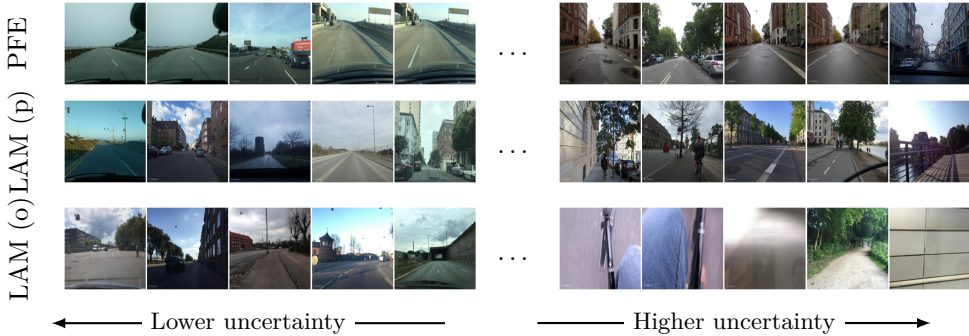 PFE
. . .
LAM (p)
. . .
LAM (o)
. . .
Lower uncertainty
Higher uncertainty